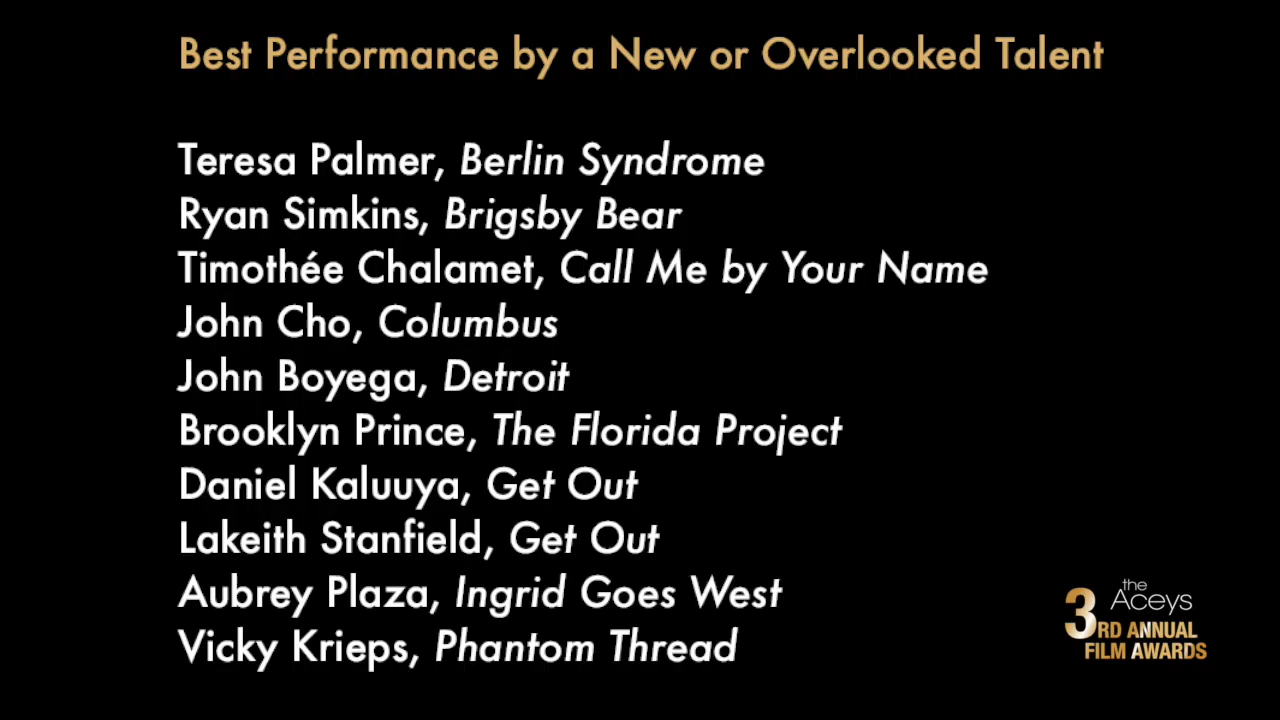 Best Performance by a New or Overlooked Talent
Teresa Palmer, Berlin Syndrome
Ryan Simkins, Brigsby Bear
Timothée Chalamet, Call Me by Your Name
John Cho, Columbus
John Boyega, Detroit
Brooklyn Prince, The Florida Project
Daniel Kaluuya, Get Out
Lakeith Stanfield, Get Out
Aubrey Plaza, Ingrid Goes West
Vicky Krieps, Phantom Thread
the
Aceys
3RD ANNUAL
FILM AWARDS